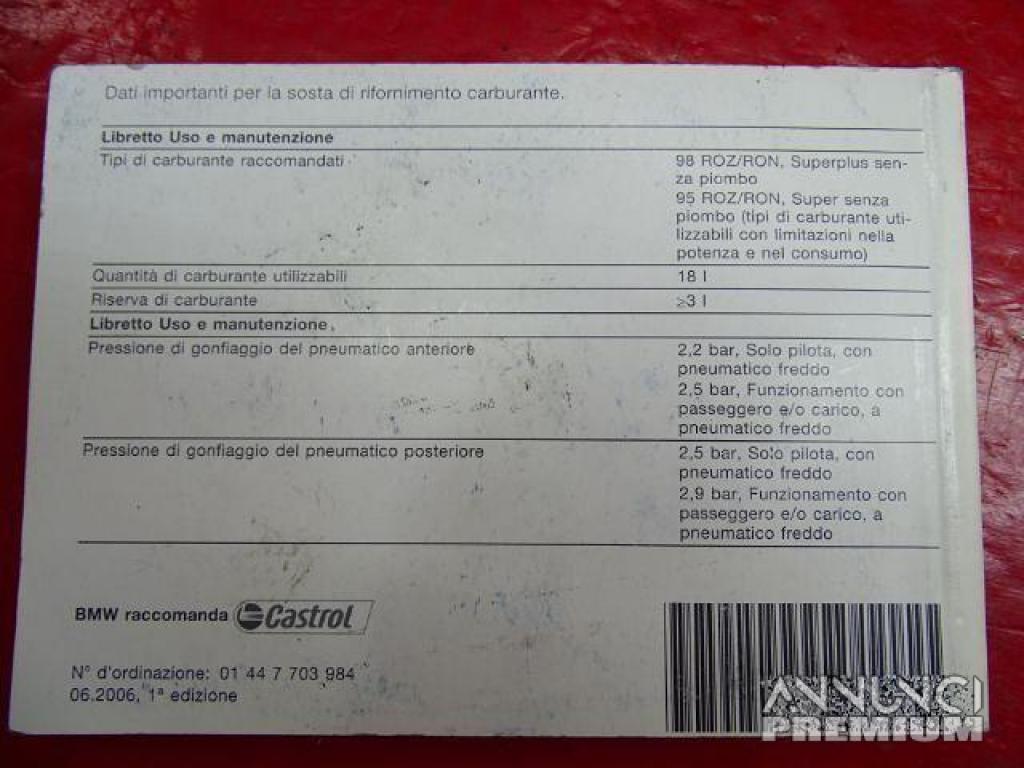 Dati importanti per la sosta di rifornimento carburante.
Libretto Uso e manutenzione
Tipi di carburante raccomandati
98 ROZ/RON, Superplus sen-
za piombo
95 ROZ/RON, Super senza
piombo (tipi di carburante uti-
lizzabili con limitazioni nella
potenza e nel consumo)
Quantità di carburante utilizzabili
18 l
Riserva di carburante
≥3 l
Libretto Uso e manutenzione
Pressione di gonfiaggio del pneumatico anteriore
2,2 bar, Solo pilota, con
pneumatico freddo
2,5 bar, Funzionamento con
passeggero e/o carico, a
pneumatico freddo
Pressione di gonfiaggio del pneumatico posteriore
2,5 bar, Solo pilota, con
pneumatico freddo
2,9 bar, Funzionamento con
passeggero e/o carico, a
pneumatico freddo
BMW raccomanda Castrol
N° d'ordinazione: 01 44 7 703 984
06.2006, 1ª edizione
ANNUNCI
PREMIUM